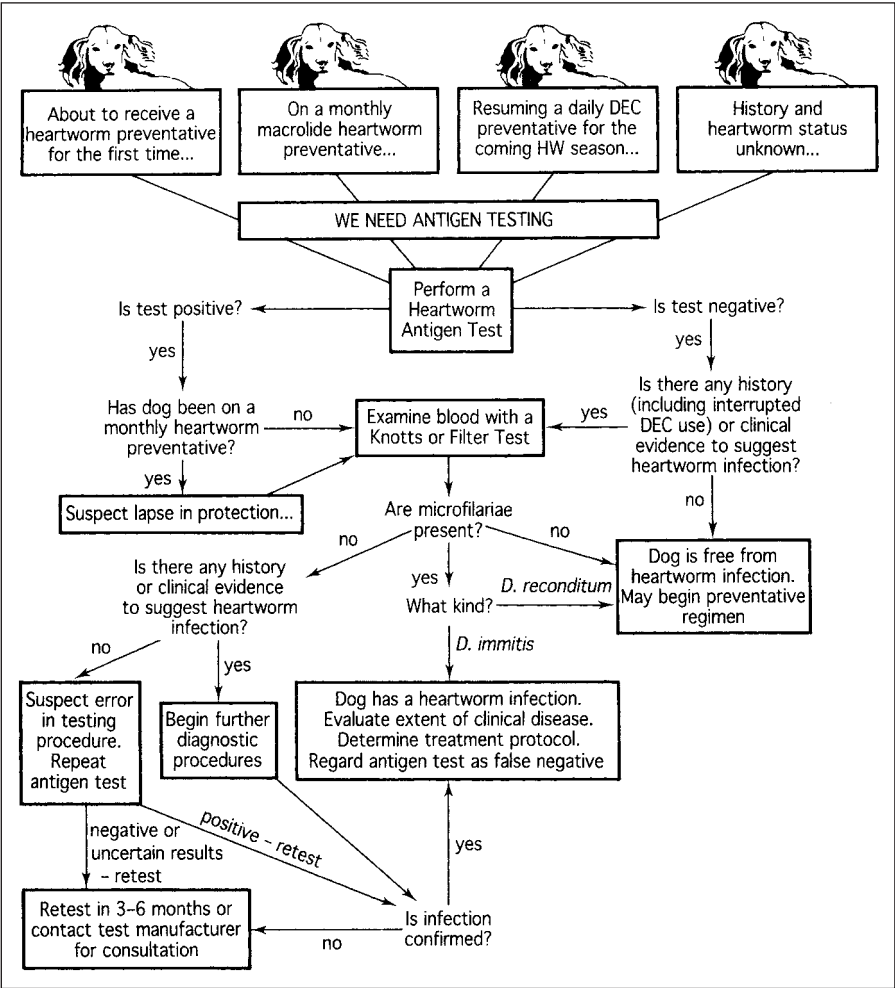 About to receive a
heartworm preventative
for the first time...
On a monthly
macrolide heartworm
preventative...
Resuming a daily DEC
preventative for the
coming HW season...
History and
heartworm status
unknown...
WE NEED ANTIGEN TESTING
Perform a
Heartworm
Antigen Test
Is test positive?
Is test negative?
yes
yes
Has dog been on a
monthly heartworm
preventative?
no
Examine blood with a
Knotts or Filter Test
yes
Is there any history
(including interrupted
DEC use) or clinical
evidence to suggest
heartworm infection?
yes
Suspect lapse in protection...
no
Are microfilariae
present?
no
no
Dog is free from
heartworm infection.
May begin preventative
regimen
Is there any history
or clinical evidence
to suggest heartworm
infection?
yes
What kind?
D. reconditum
D. immitis
no
yes
Suspect error
in testing
procedure.
Repeat
antigen test
Begin further
diagnostic
procedures
Dog has a heartworm infection.
Evaluate extent of clinical disease.
Determine treatment protocol.
Regard antigen test as false negative
negative or
uncertain results
– retest
positive – retest
yes
Retest in 3–6 months or
contact test manufacturer
for consultation
no
Is infection
confirmed?